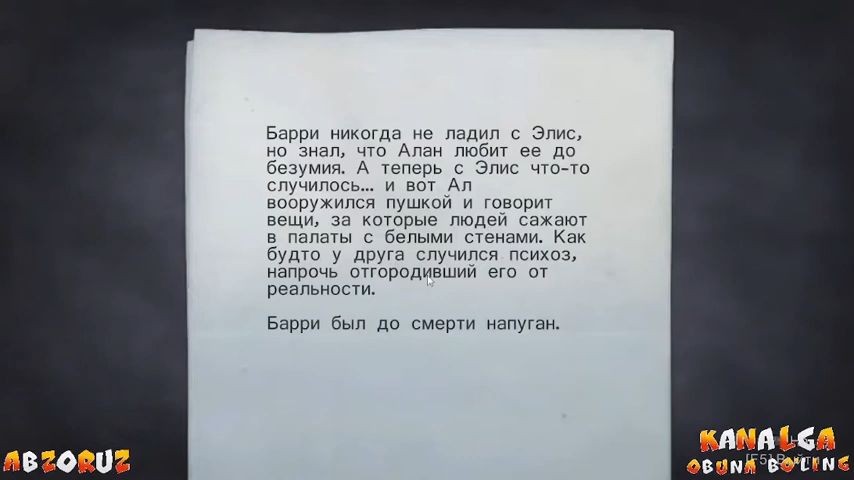 Барри никогда не ладил с Элис,
но знал, что Алан любит ее до
безумия. А теперь с Элис что-то
случилось... и вот Ал
вооружился пушкой и говорит
вещи, за которые людей сажают
в палаты с белыми стенами. Как
будто у друга случился психоз,
напрочь отгородивший его от
реальности.
Барри был до смерти напуган.
ABZORUZ
KANALGA
OBUNA BO'LING